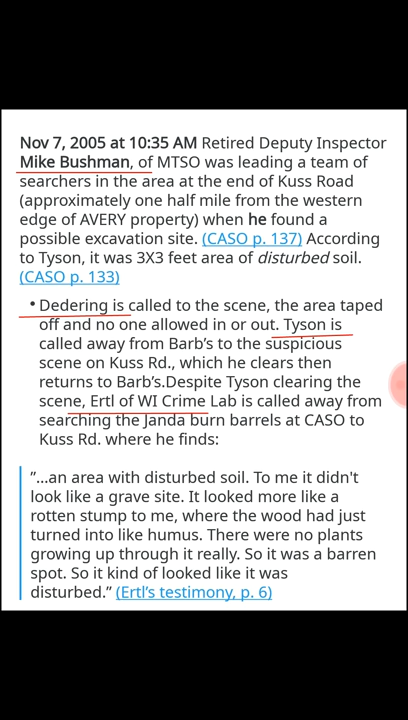 Nov 7, 2005 at 10:35 AM Retired Deputy Inspector
Mike Bushman, of MTSO was leading a team of
searchers in the area at the end of Kuss Road
(approximately one half mile from the western
edge of AVERY property) when he found a
possible excavation site. (CASO p. 137) According
to Tyson, it was 3X3 feet area of disturbed soil.
(CASO p. 133)
• Dedering is called to the scene, the area taped
off and no one allowed in or out. Tyson is
called away from Barb’s to the suspicious
scene on Kuss Rd., which he clears then
returns to Barb’s.Despite Tyson clearing the
scene, Ertl of WI Crime Lab is called away from
searching the Janda burn barrels at CASO to
Kuss Rd. where he finds:
”...an area with disturbed soil. To me it didn't
look like a grave site. It looked more like a
rotten stump to me, where the wood had just
turned into like humus. There were no plants
growing up through it really. So it was a barren
spot. So it kind of looked like it was
disturbed.” (Ertl’s testimony, p. 6)